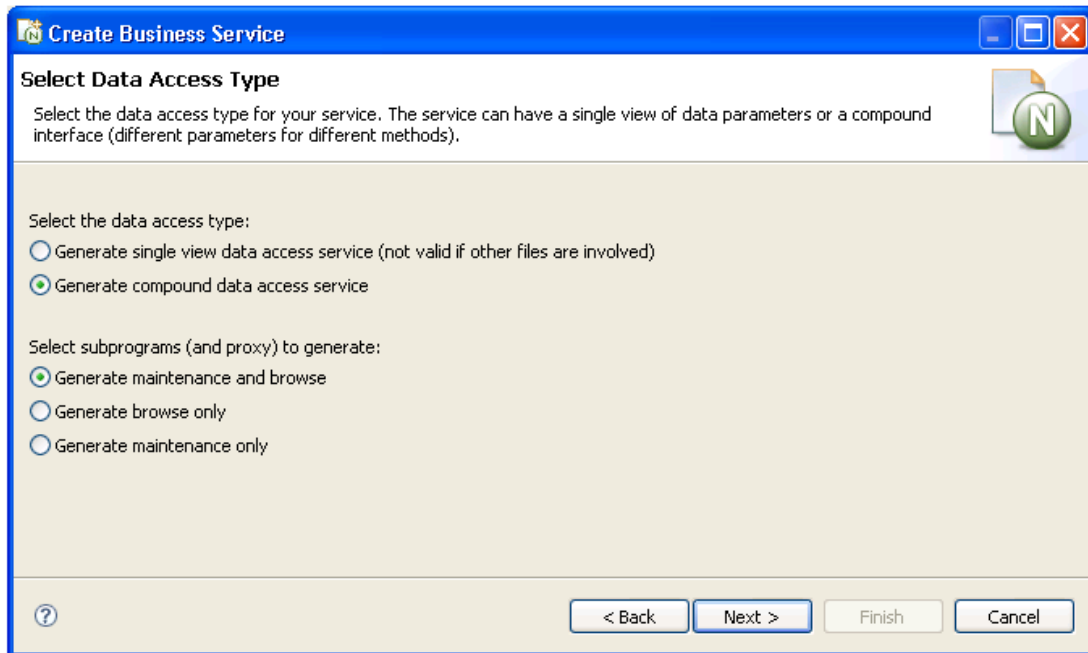 Create Business Service
Select Data Access Type
Select the data access type for your service. The service can have a single view of data parameters or a compound
interface (different parameters for different methods).
N
Select the data access type:
Generate single view data access service (not valid if other files are involved)
Generate compound data access service
Select subprograms (and proxy) to generate:
Generate maintenance and browse
Generate browse only
Generate maintenance only
?
< Back Next > Finish Cancel